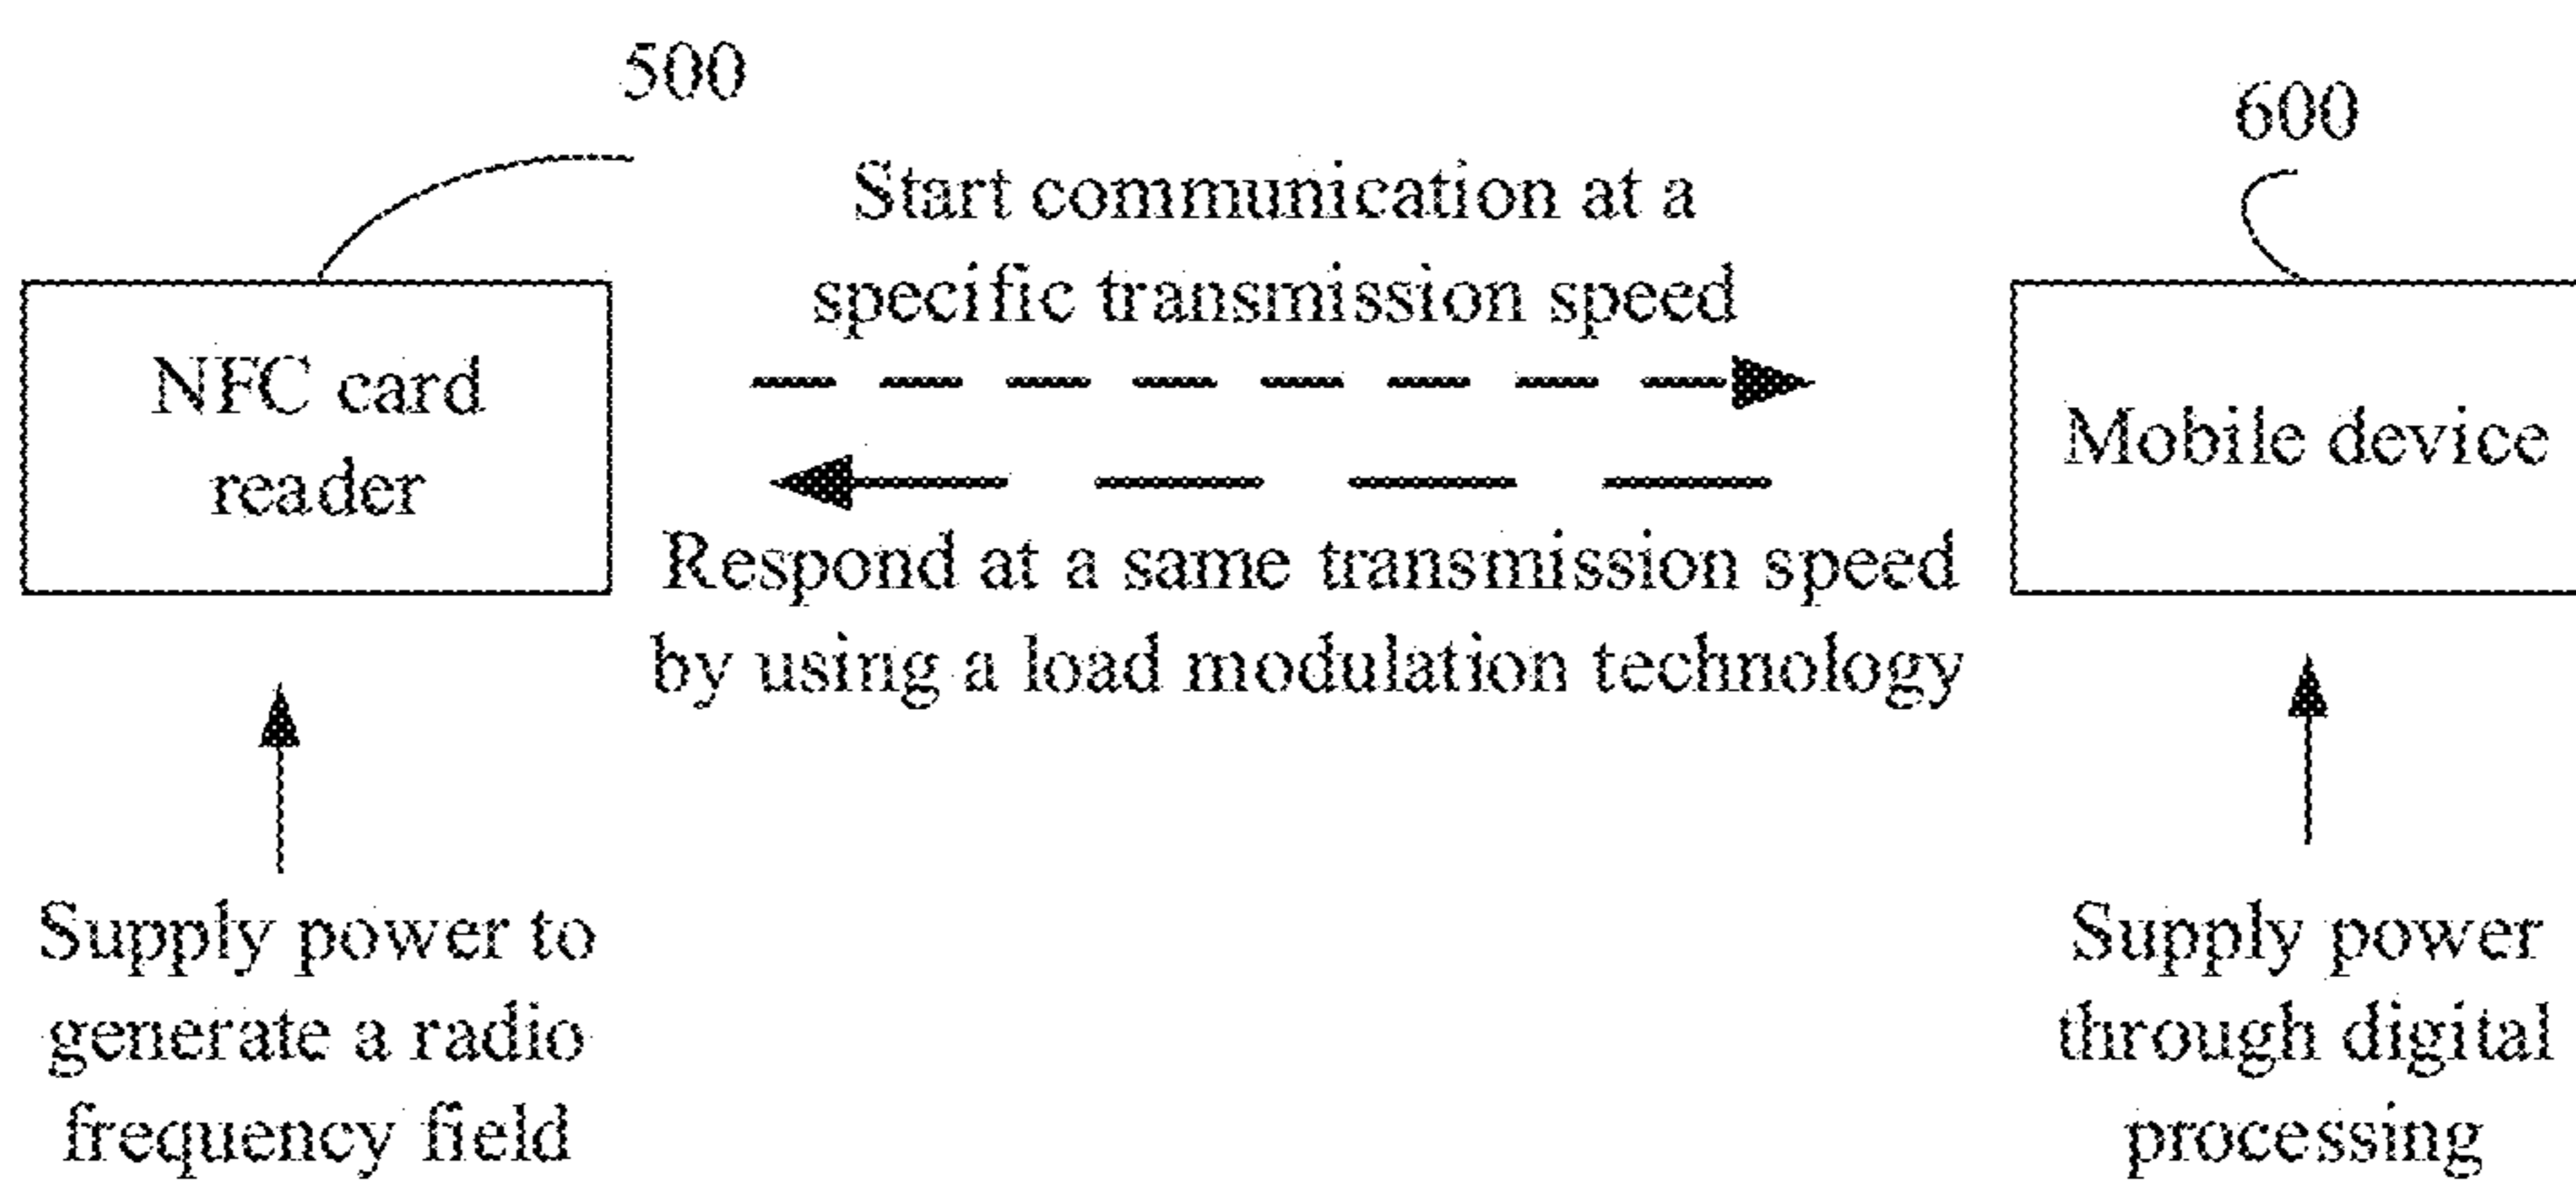 500
600
Start communication at a
specific transmission speed
NFC card
reader
Mobile device
Respond at a same transmission speed
by using a load modulation technology
Supply power to
generate a radio
frequency field
Supply power
through digital
processing